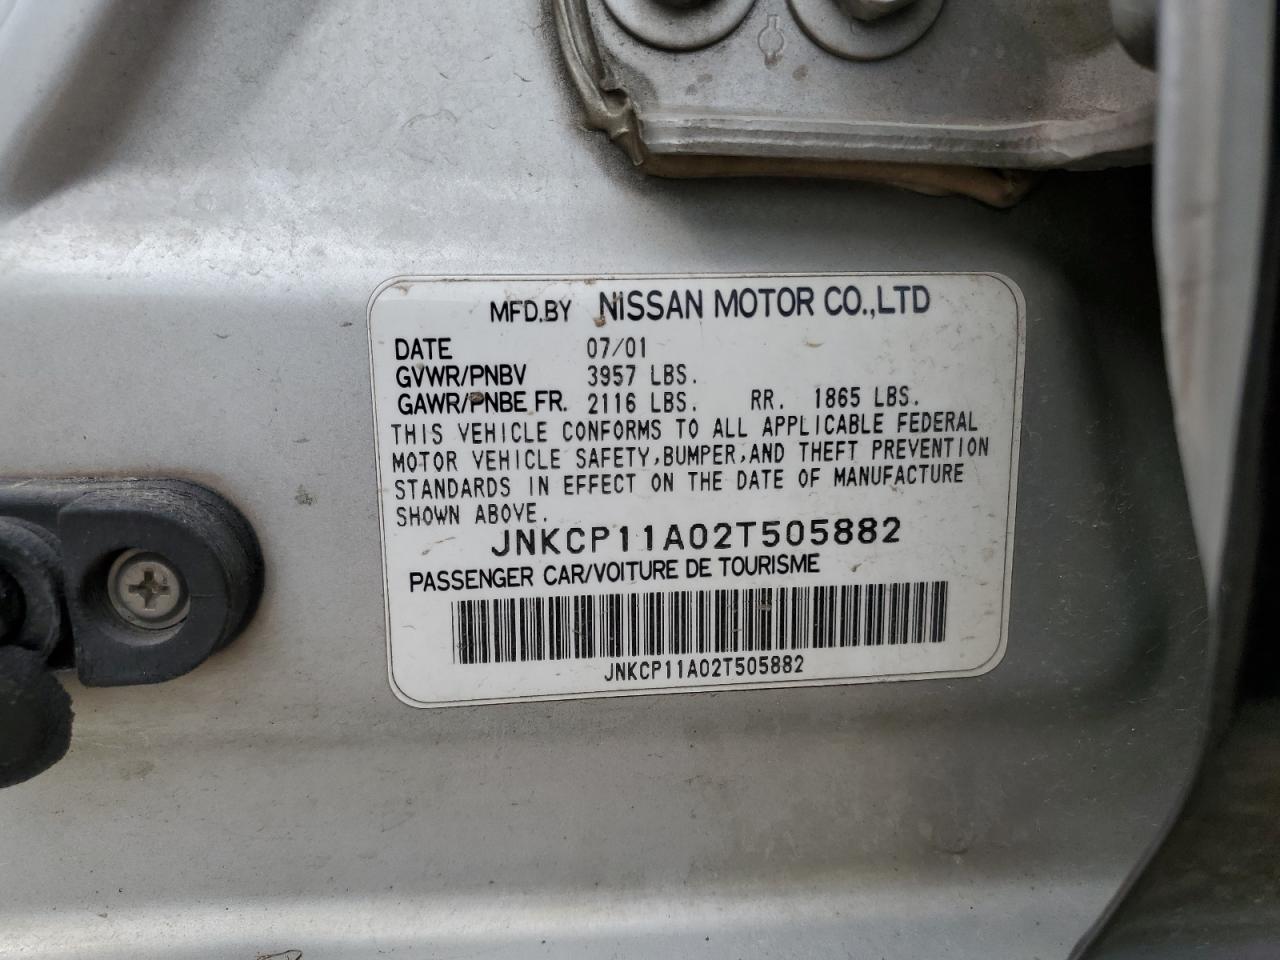 MFD.BY NISSAN MOTOR CO.,LTD
DATE 07/01
GVWR/PNBV 3957 LBS.
GAWR/PNBE FR. 2116 LBS. RR. 1865 LBS.
THIS VEHICLE CONFORMS TO ALL APPLICABLE FEDERAL
MOTOR VEHICLE SAFETY,BUMPER,AND THEFT PREVENTION
STANDARDS IN EFFECT ON THE DATE OF MANUFACTURE
SHOWN ABOVE.
JNKCP11A02T505882
PASSENGER CAR/VOITURE DE TOURISME
JNKCP11A02T505882